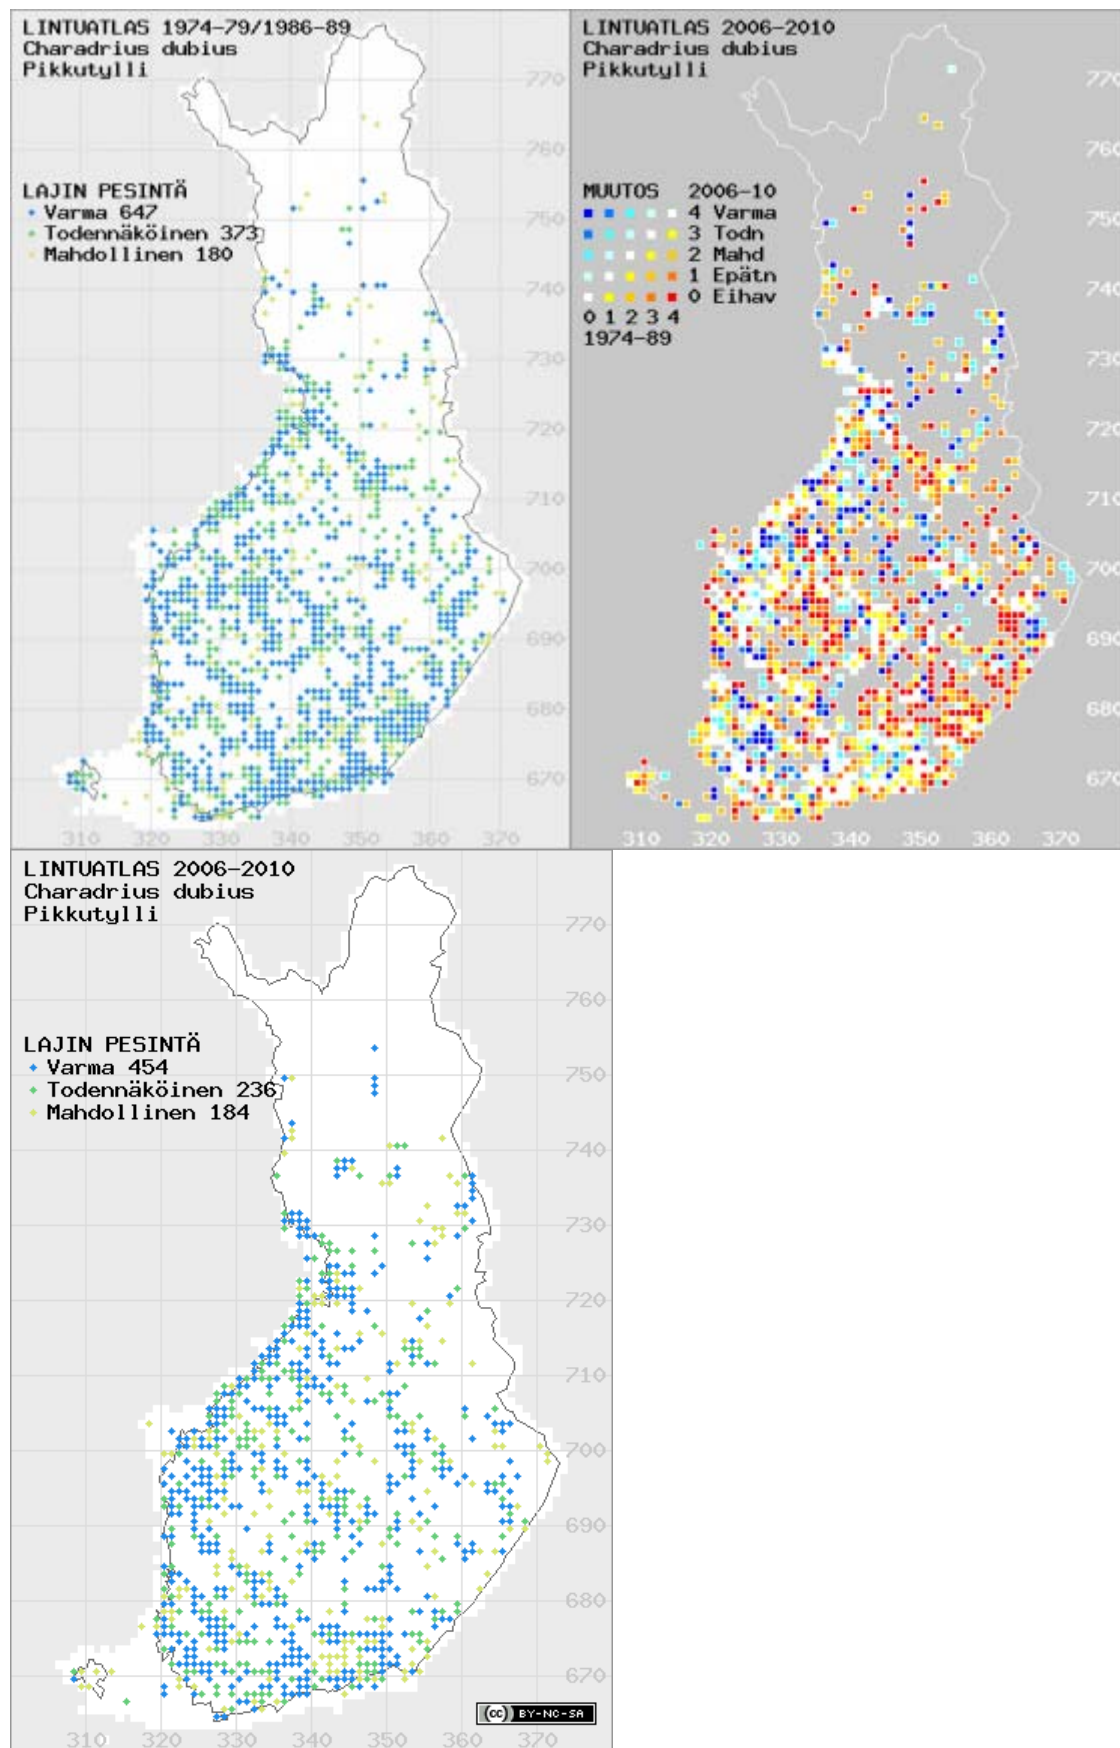 LINTUATLAS 1974-79/1986-89
Charadrius dubius
Pikkutylli
LAJIN PESINTÄ
Varma 647
Todennäköinen 373
Mahdollinen 180
770
760
750
740
730
720
710
700
690
680
670
310 320 330 340 350 360 370
LINTUATLAS 2006-2010
Charadrius dubius
Pikkutylli
MUUTOS 2006-10
4 Varma
3 Todn
2 Mahd
1 Epätn
0 Eihav
0 1 2 3 4
1974-89
770
760
750
740
730
720
710
700
690
680
670
310 320 330 340 350 360 370
LINTUATLAS 2006-2010
Charadrius dubius
Pikkutylli
LAJIN PESINTÄ
Varma 454
Todennäköinen 236
Mahdollinen 184
770
760
750
740
730
720
710
700
690
680
670
(cc) BY-NC-SA
310 320 330 340 350 360 370